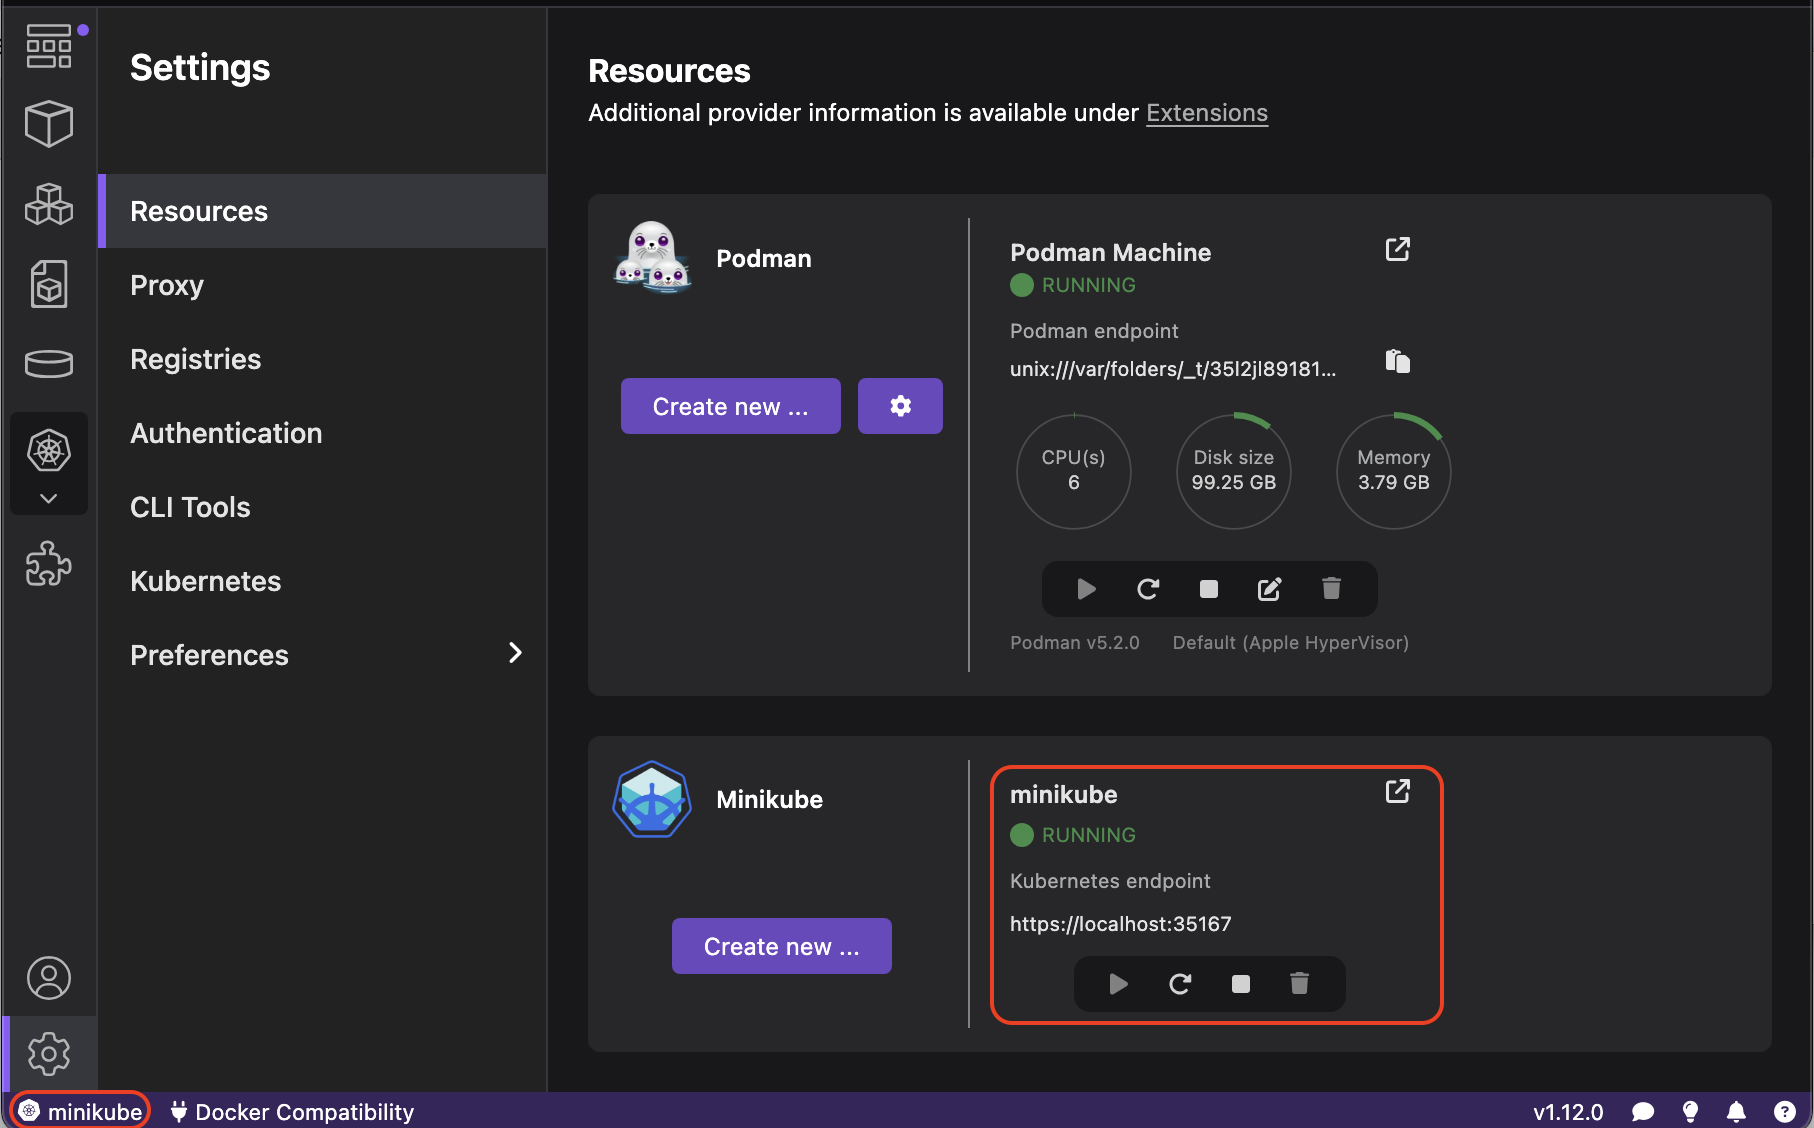 Settings
Resources
Proxy
Registries
Authentication
CLI Tools
Kubernetes
Preferences
Resources
Additional provider information is available under Extensions
Podman
Create new ...
Podman Machine
RUNNING
Podman endpoint
unix:///var/folders/_t/35l2jl89181...
CPU(s)
6
Disk size
99.25 GB
Memory
3.79 GB
Podman v5.2.0
Default (Apple HyperVisor)
Minikube
Create new ...
minikube
RUNNING
Kubernetes endpoint
https://localhost:35167
minikube
Docker Compatibility
v1.12.0